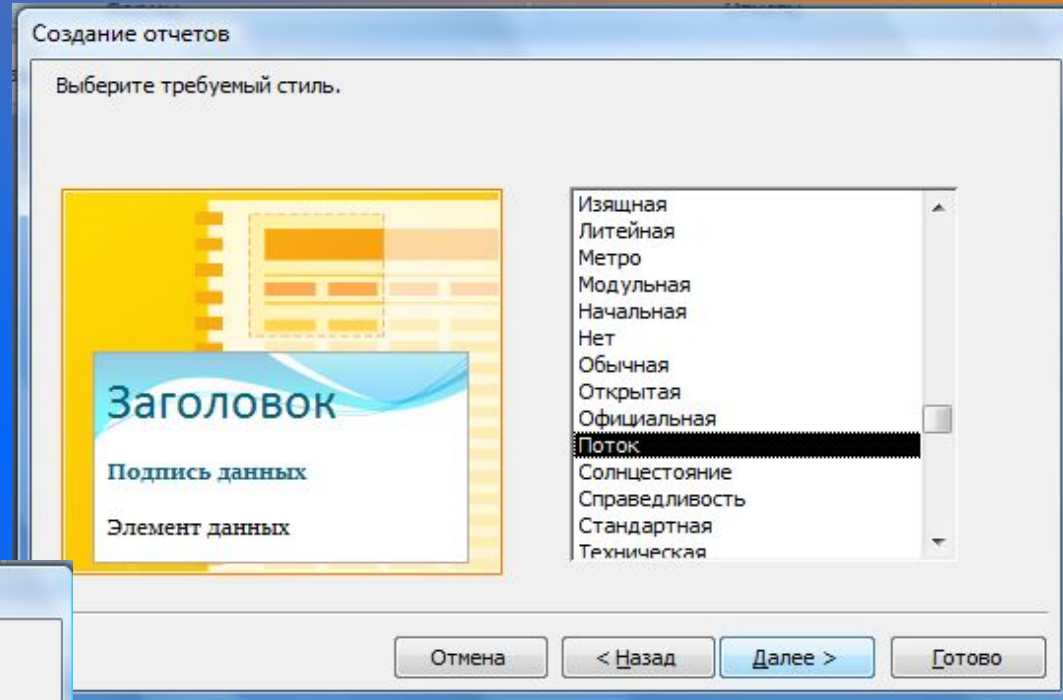 Создание отчетов
Выберите требуемый стиль.
Заголовок
Подпись данных
Элемент данных
Изящная
Литейная
Метро
Модульная
Начальная
Нет
Обычная
Открытая
Официальная
Поток
Солнцестояние
Справедливость
Стандартная
Техническая
Отмена
< Назад
Далее >
Готово